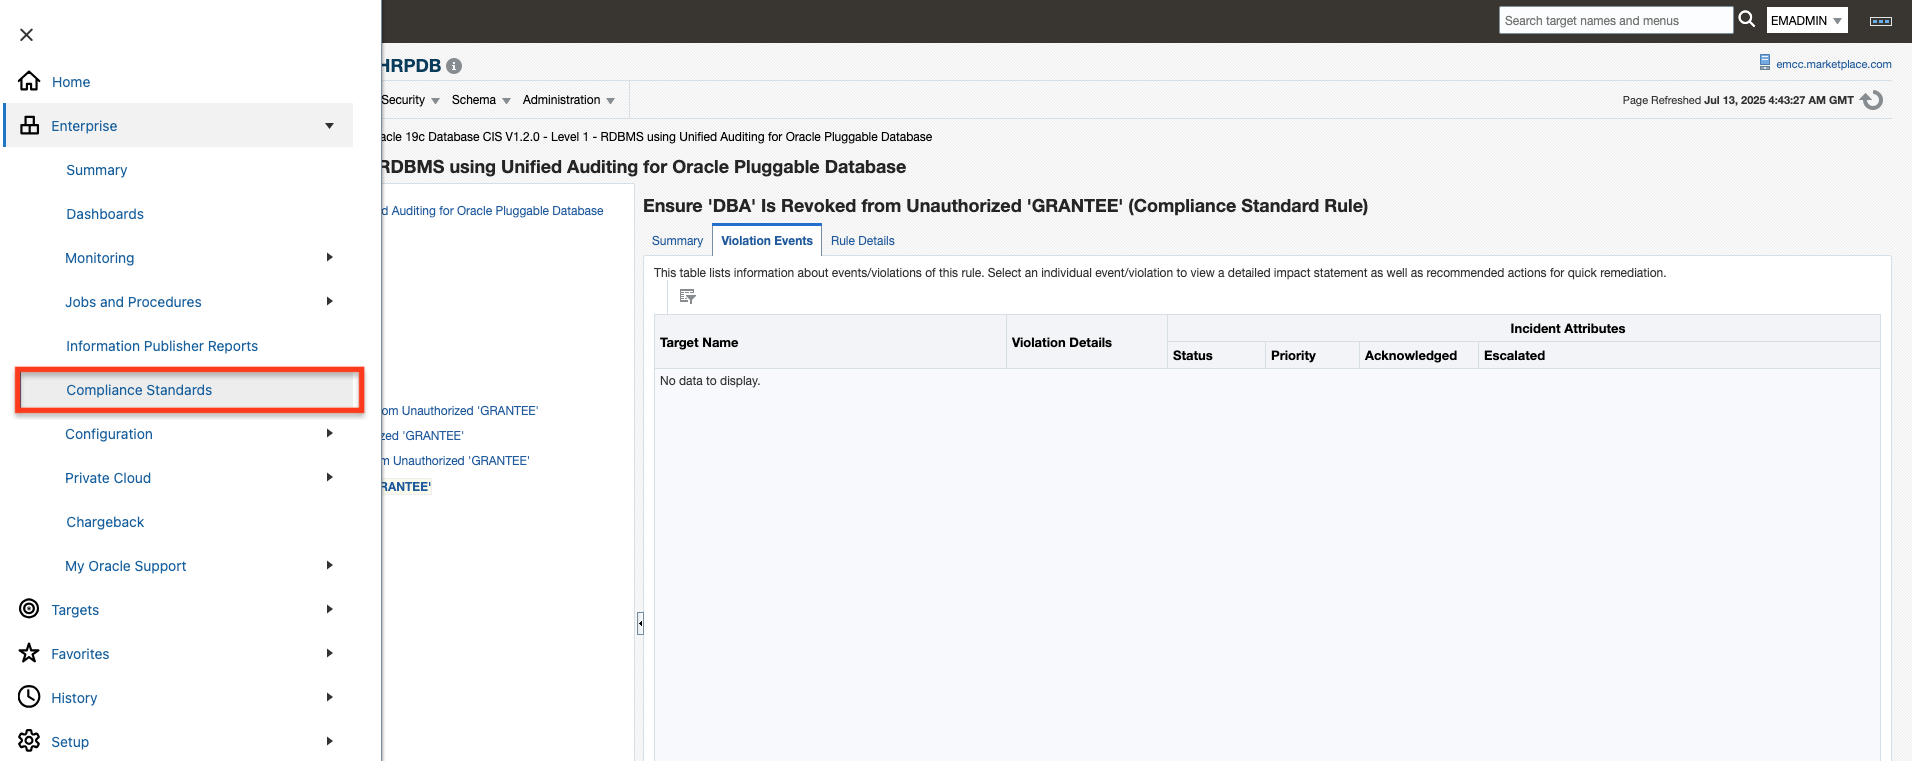 Search target names and menus
EMADMIN
Home
Enterprise
Summary
Dashboards
Monitoring
Jobs and Procedures
Information Publisher Reports
Compliance Standards
Configuration
Private Cloud
Chargeback
My Oracle Support
Targets
Favorites
History
Setup
HRPDB
emcc.marketplace.com
Security Schema Administration
Page Refreshed Jul 13, 2025 4:43:27 AM GMT
acle 19c Database CIS V1.2.0 - Level 1 - RDBMS using Unified Auditing for Oracle Pluggable Database
RDBMS using Unified Auditing for Oracle Pluggable Database
d Auditing for Oracle Pluggable Database
om Unauthorized 'GRANTEE'
zed 'GRANTEE'
m Unauthorized 'GRANTEE'
RANTEE'
Ensure 'DBA' Is Revoked from Unauthorized 'GRANTEE' (Compliance Standard Rule)
Summary Violation Events Rule Details
This table lists information about events/violations of this rule. Select an individual event/violation to view a detailed impact statement as well as recommended actions for quick remediation.
Target Name Violation Details Incident Attributes
Status Priority Acknowledged Escalated
No data to display.